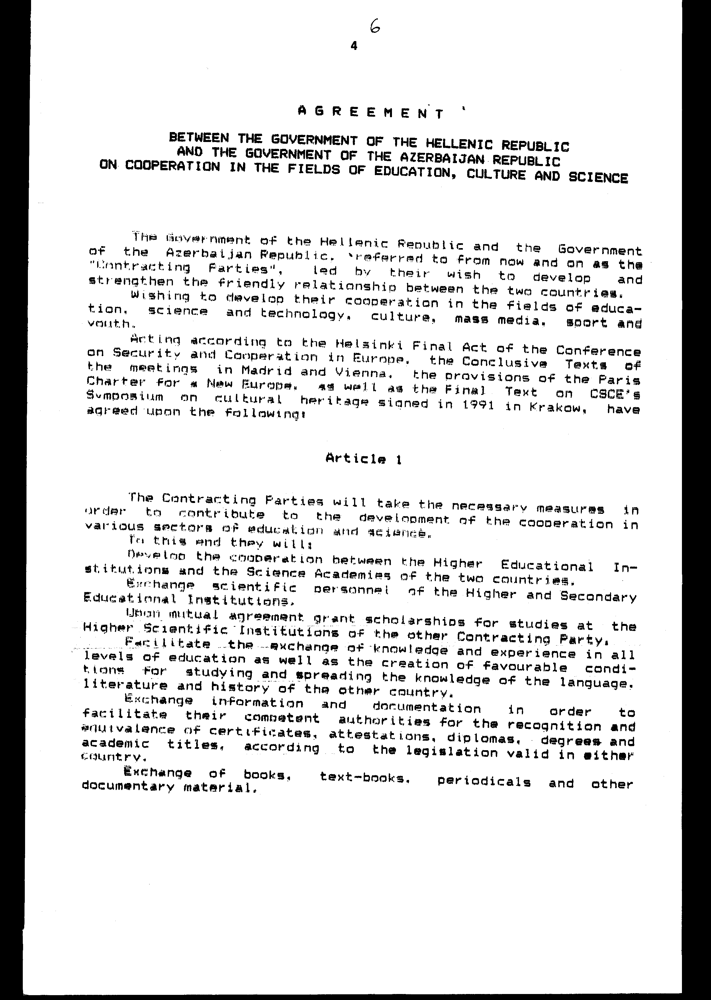 6
4
A G R E E M E N T
BETWEEN THE GOVERNMENT OF THE HELLENIC REPUBLIC
AND THE GOVERNMENT OF THE AZERBAIJAN REPUBLIC
ON COOPERATION IN THE FIELDS OF EDUCATION, CULTURE AND SCIENCE
The Government of the Hellenic Republic and the Government
of the Azerbaijan Republic, referred to from now and on as the
"Contracting Parties", led by their wish to develop and
strengthen the friendly relationship between the two countries.
Wishing to develop their cooperation in the fields of educa-
tion, science and technology, culture, mass media, sport and
youth.
Acting according to the Helsinki Final Act of the Conference
on Security and Cooperation in Europe, the Conclusive Texts of
the meetings in Madrid and Vienna, the provisions of the Paris
Charter for a New Europe, as well as the Final Text on CSCE's
Symposium on cultural heritage signed in 1991 in Krakow, have
agreed upon the following:
Article 1
The Contracting Parties will take the necessary measures in
order to contribute to the development of the cooperation in
various sectors of education and science.
To this end they will:
Develop the cooperation between the Higher Educational In-
stitutions and the Science Academies of the two countries.
Exchange scientific personnel of the Higher and Secondary
Educational Institutions.
Upon mutual agreement grant scholarships for studies at the
Higher Scientific Institutions of the other Contracting Party.
Facilitate the exchange of knowledge and experience in all
levels of education as well as the creation of favourable condi-
tions for studying and spreading the knowledge of the language,
literature and history of the other country.
Exchange information and documentation in order to
facilitate their competent authorities for the recognition and
equivalence of certificates, attestations, diplomas, degrees and
academic titles, according to the legislation valid in either
country.
Exchange of books, text-books, periodicals and other
documentary material.